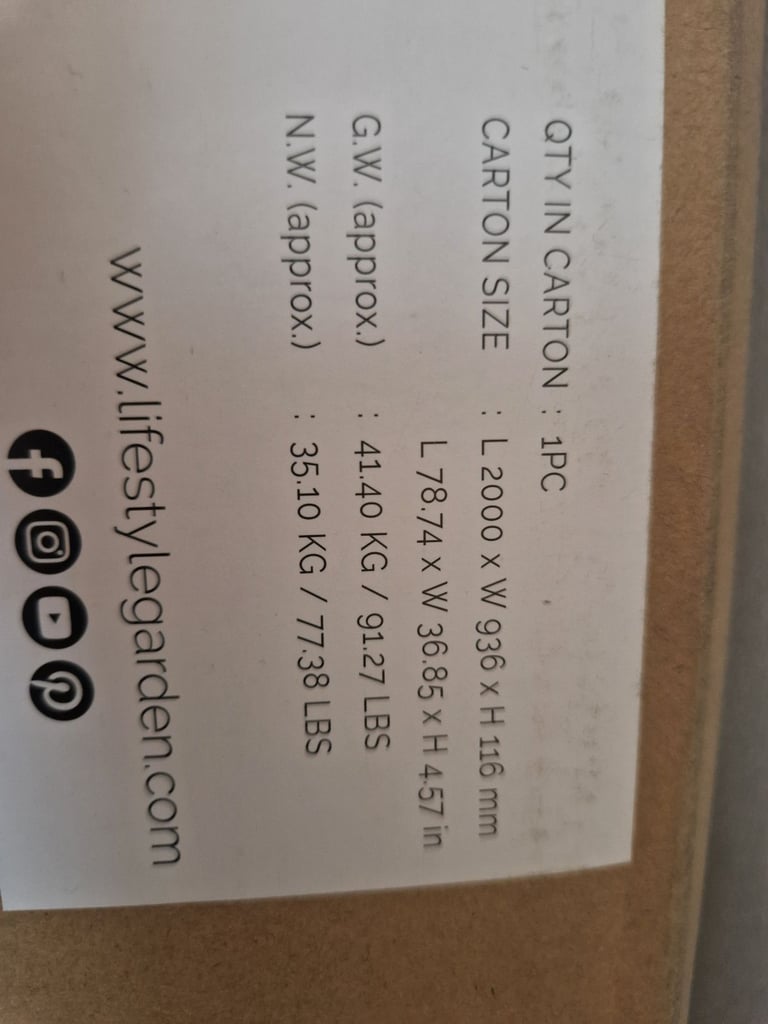 QTY IN CARTON : 1PC
CARTON SIZE : L 2000 x W 936 x H 116 mm
L 78.74 x W 36.85 x H 4.57 in
G.W. (approx.) : 41.40 KG / 91.27 LBS
N.W. (approx.) : 35.10 KG / 77.38 LBS
www.lifestylegarden.com